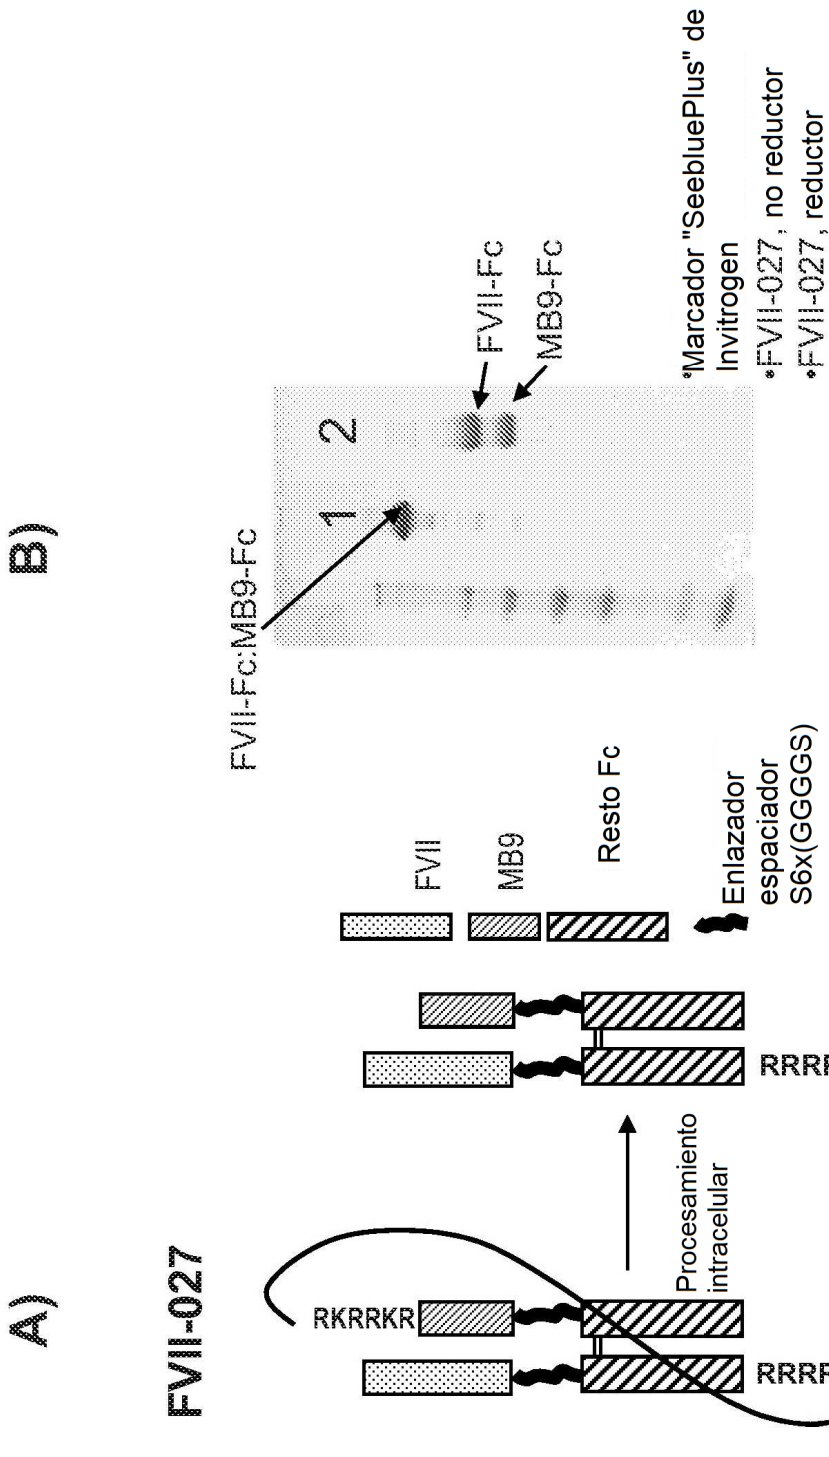 A)
FVII-027
RKRRKR
RRRR
Procesamiento
intracelular
RRRR
FVII
MB9
Resto Fc
Enlazador
espaciador
S6x(GGGGS)
B)
FVII-Fc:MB9-Fc
1
2
FVII-Fc
MB9-Fc
•Marcador "SeebluePlus" de
Invitrogen
•FVII-027, no reductor
•FVII-027, reductor